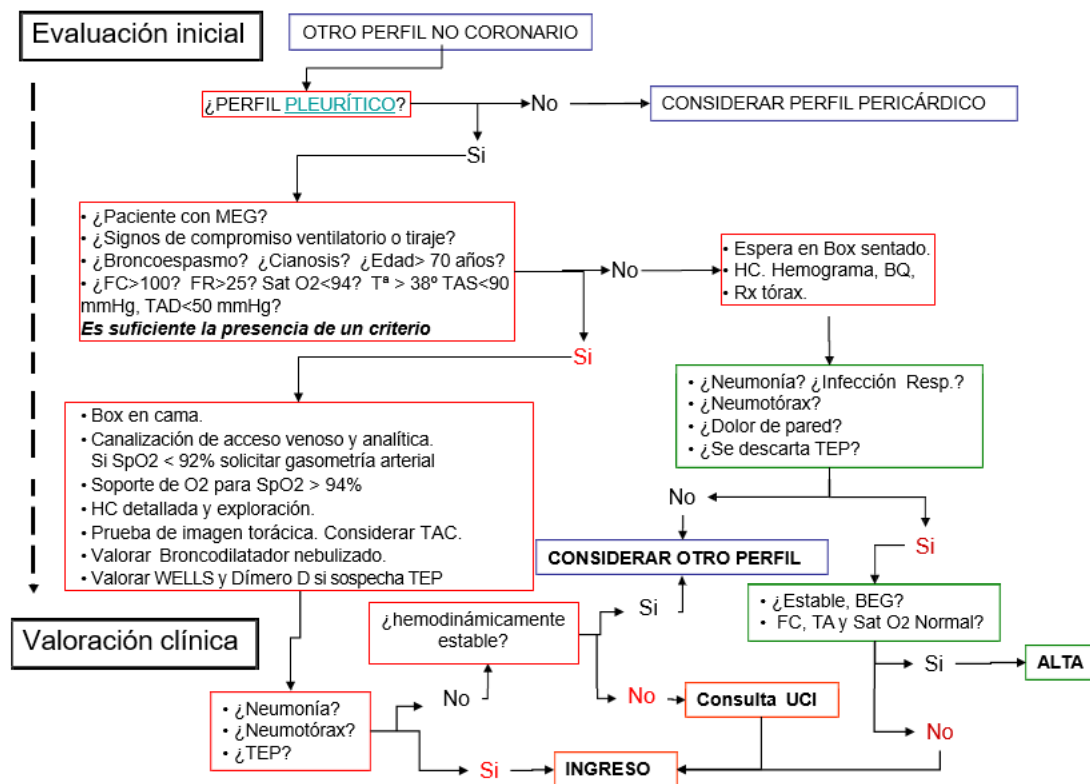 Evaluación inicial
OTRO PERFIL NO CORONARIO
¿PERFIL PLEURÍTICO?
No
CONSIDERAR PERFIL PERICÁRDICO
Si
• ¿Paciente con MEG?
• ¿Signos de compromiso ventilatorio o tiraje?
• ¿Broncoespasmo? ¿Cianosis? ¿Edad> 70 años?
• ¿FC>100? FR>25? Sat O2<94? Tª > 38º TAS<90
mmHg, TAD<50 mmHg?
Es suficiente la presencia de un criterio
No
• Espera en Box sentado.
• HC. Hemograma, BQ,
• Rx tórax.
Si
• ¿Neumonía? ¿Infección Resp.?
• ¿Neumotórax?
• ¿Dolor de pared?
• ¿Se descarta TEP?
• Box en cama.
• Canalización de acceso venoso y analítica.
Si SpO2 < 92% solicitar gasometría arterial
• Soporte de O2 para SpO2 > 94%
• HC detallada y exploración.
• Prueba de imagen torácica. Considerar TAC.
• Valorar Broncodilatador nebulizado.
• Valorar WELLS y Dímero D si sospecha TEP
No
Si
CONSIDERAR OTRO PERFIL
• ¿Estable, BEG?
• FC, TA y Sat O2 Normal?
Valoración clínica
¿hemodinámicamente
estable?
Si
Si
ALTA
No
No
Consulta UCI
No
• ¿Neumonía?
• ¿Neumotórax?
• ¿TEP?
Si
INGRESO